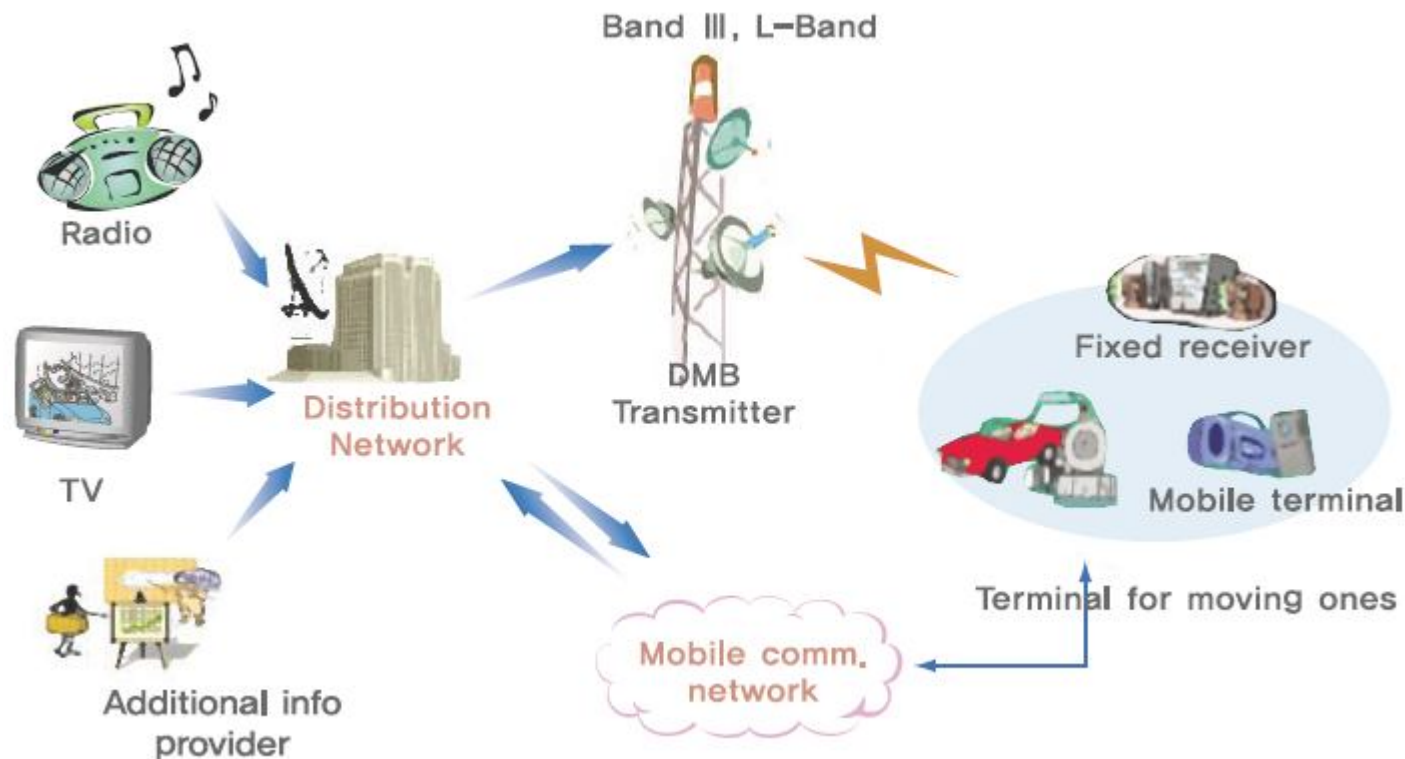 Band III, L-Band
Radio
TV
Additional info
provider
Distribution
Network
DMB
Transmitter
Fixed receiver
Mobile terminal
Terminal for moving ones
Mobile comm.
network